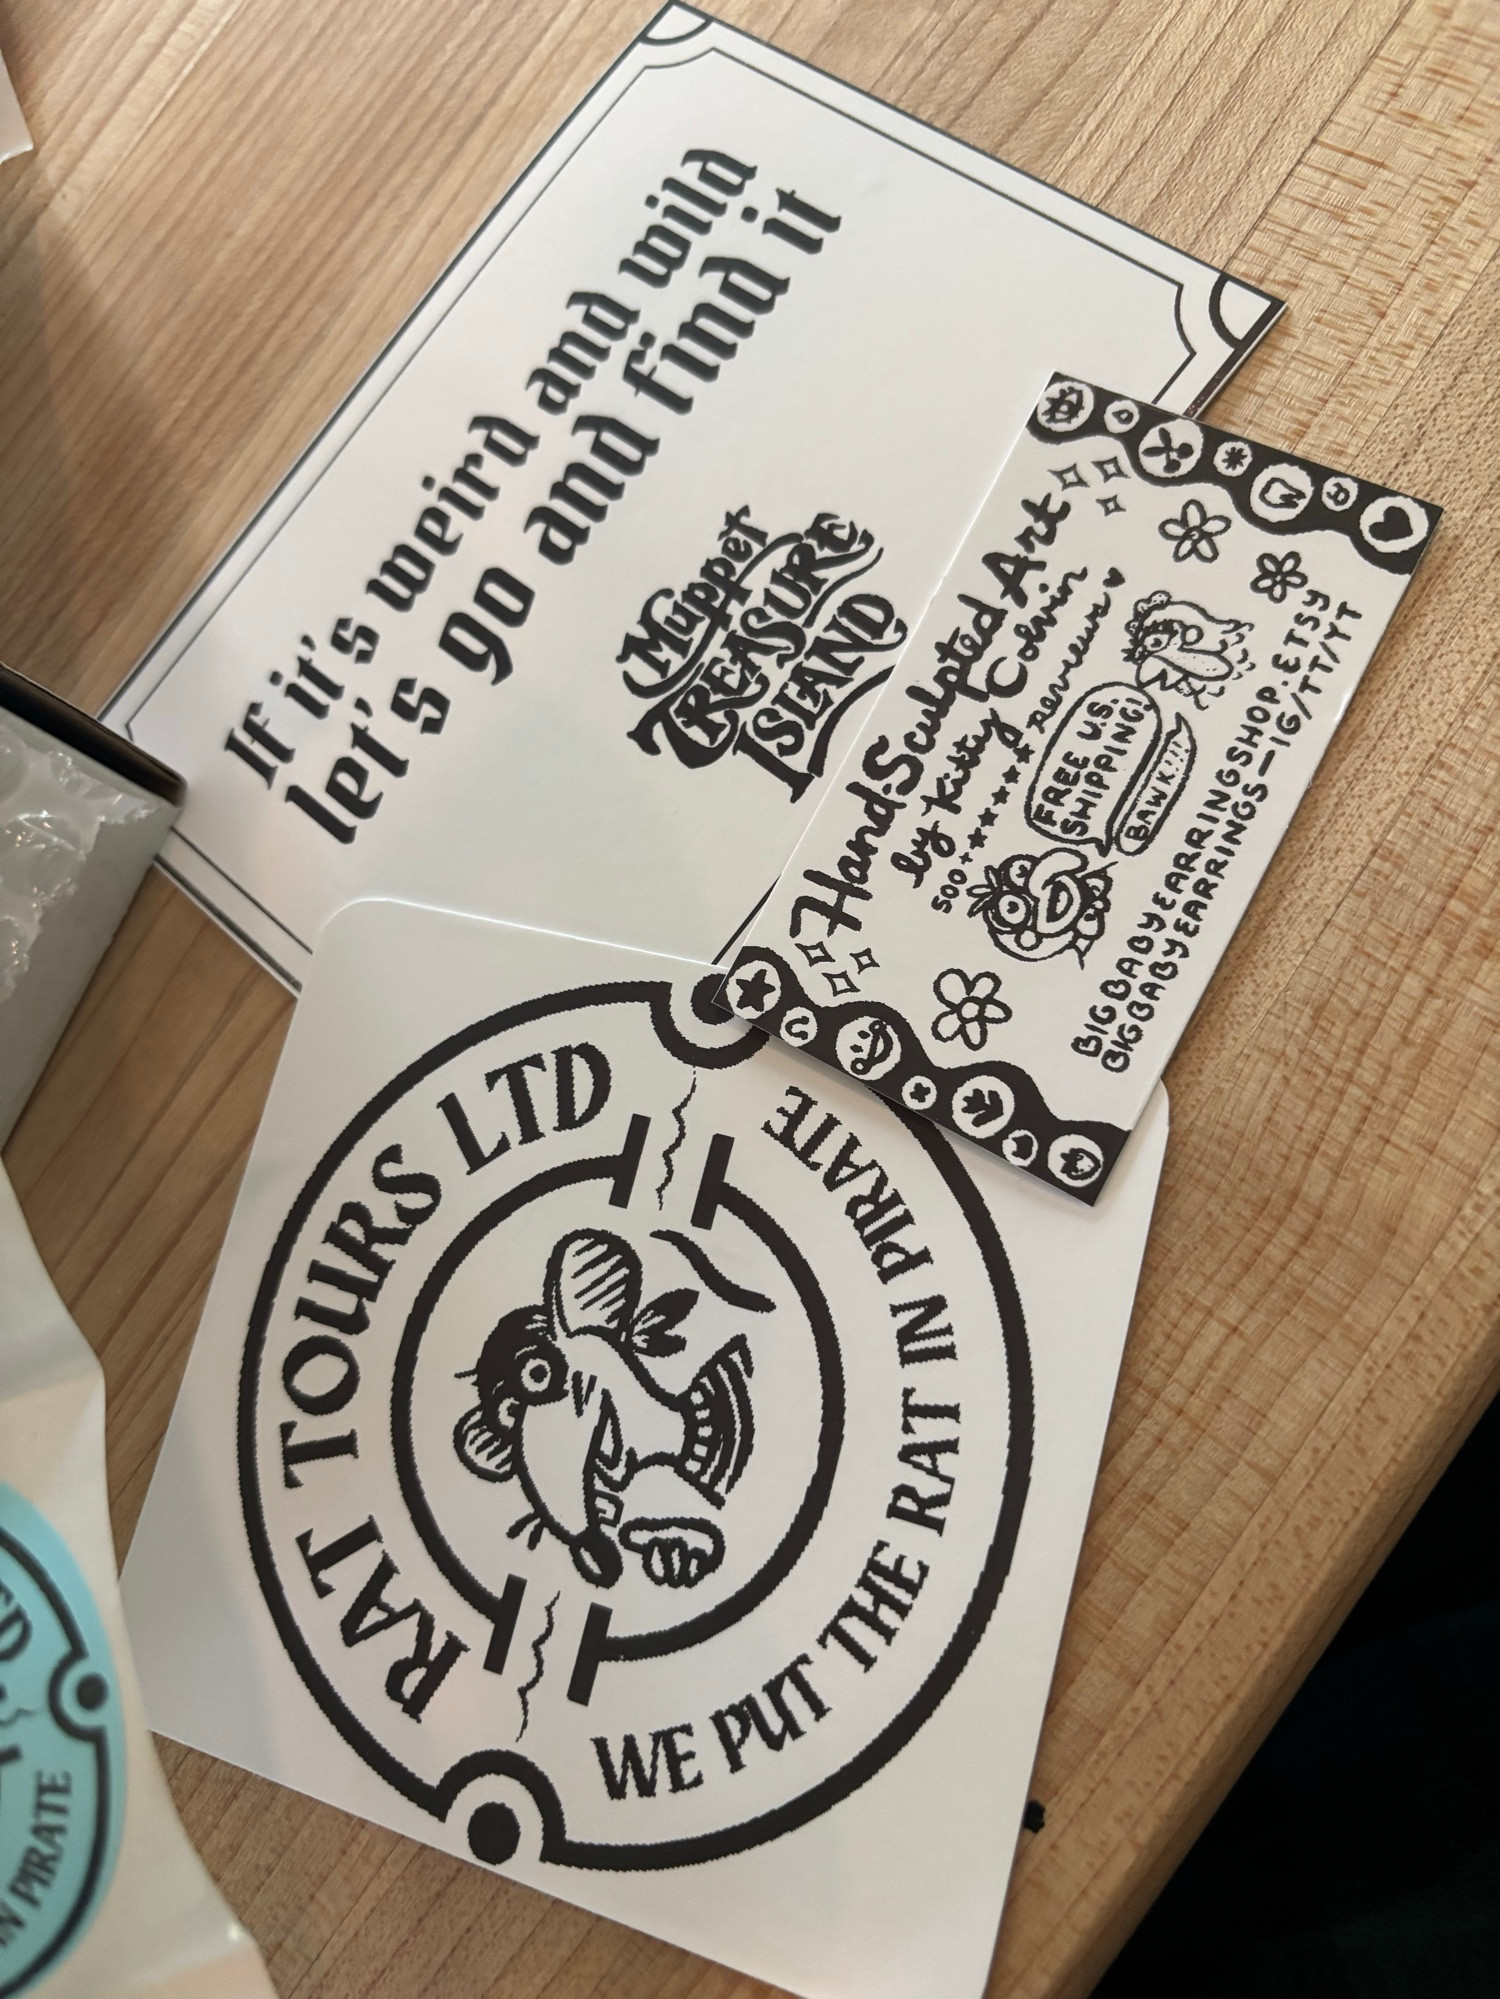 If it's weird and wild
let's go and find it
Muppet
TREASURE
ISLAND
Hand-Sculpted Art
by Kitty Colvin
500+ ★★★★★ reviews ♥
FREE U.S.
SHIPPING!
BAWK!!!
BIGBABYEARRINGSHOP.ETSY
BIGBABYEARRINGS—IG/TT/YT
RAT TOURS LTD
WE PUT THE RAT IN PIRATE
IN PIRATE